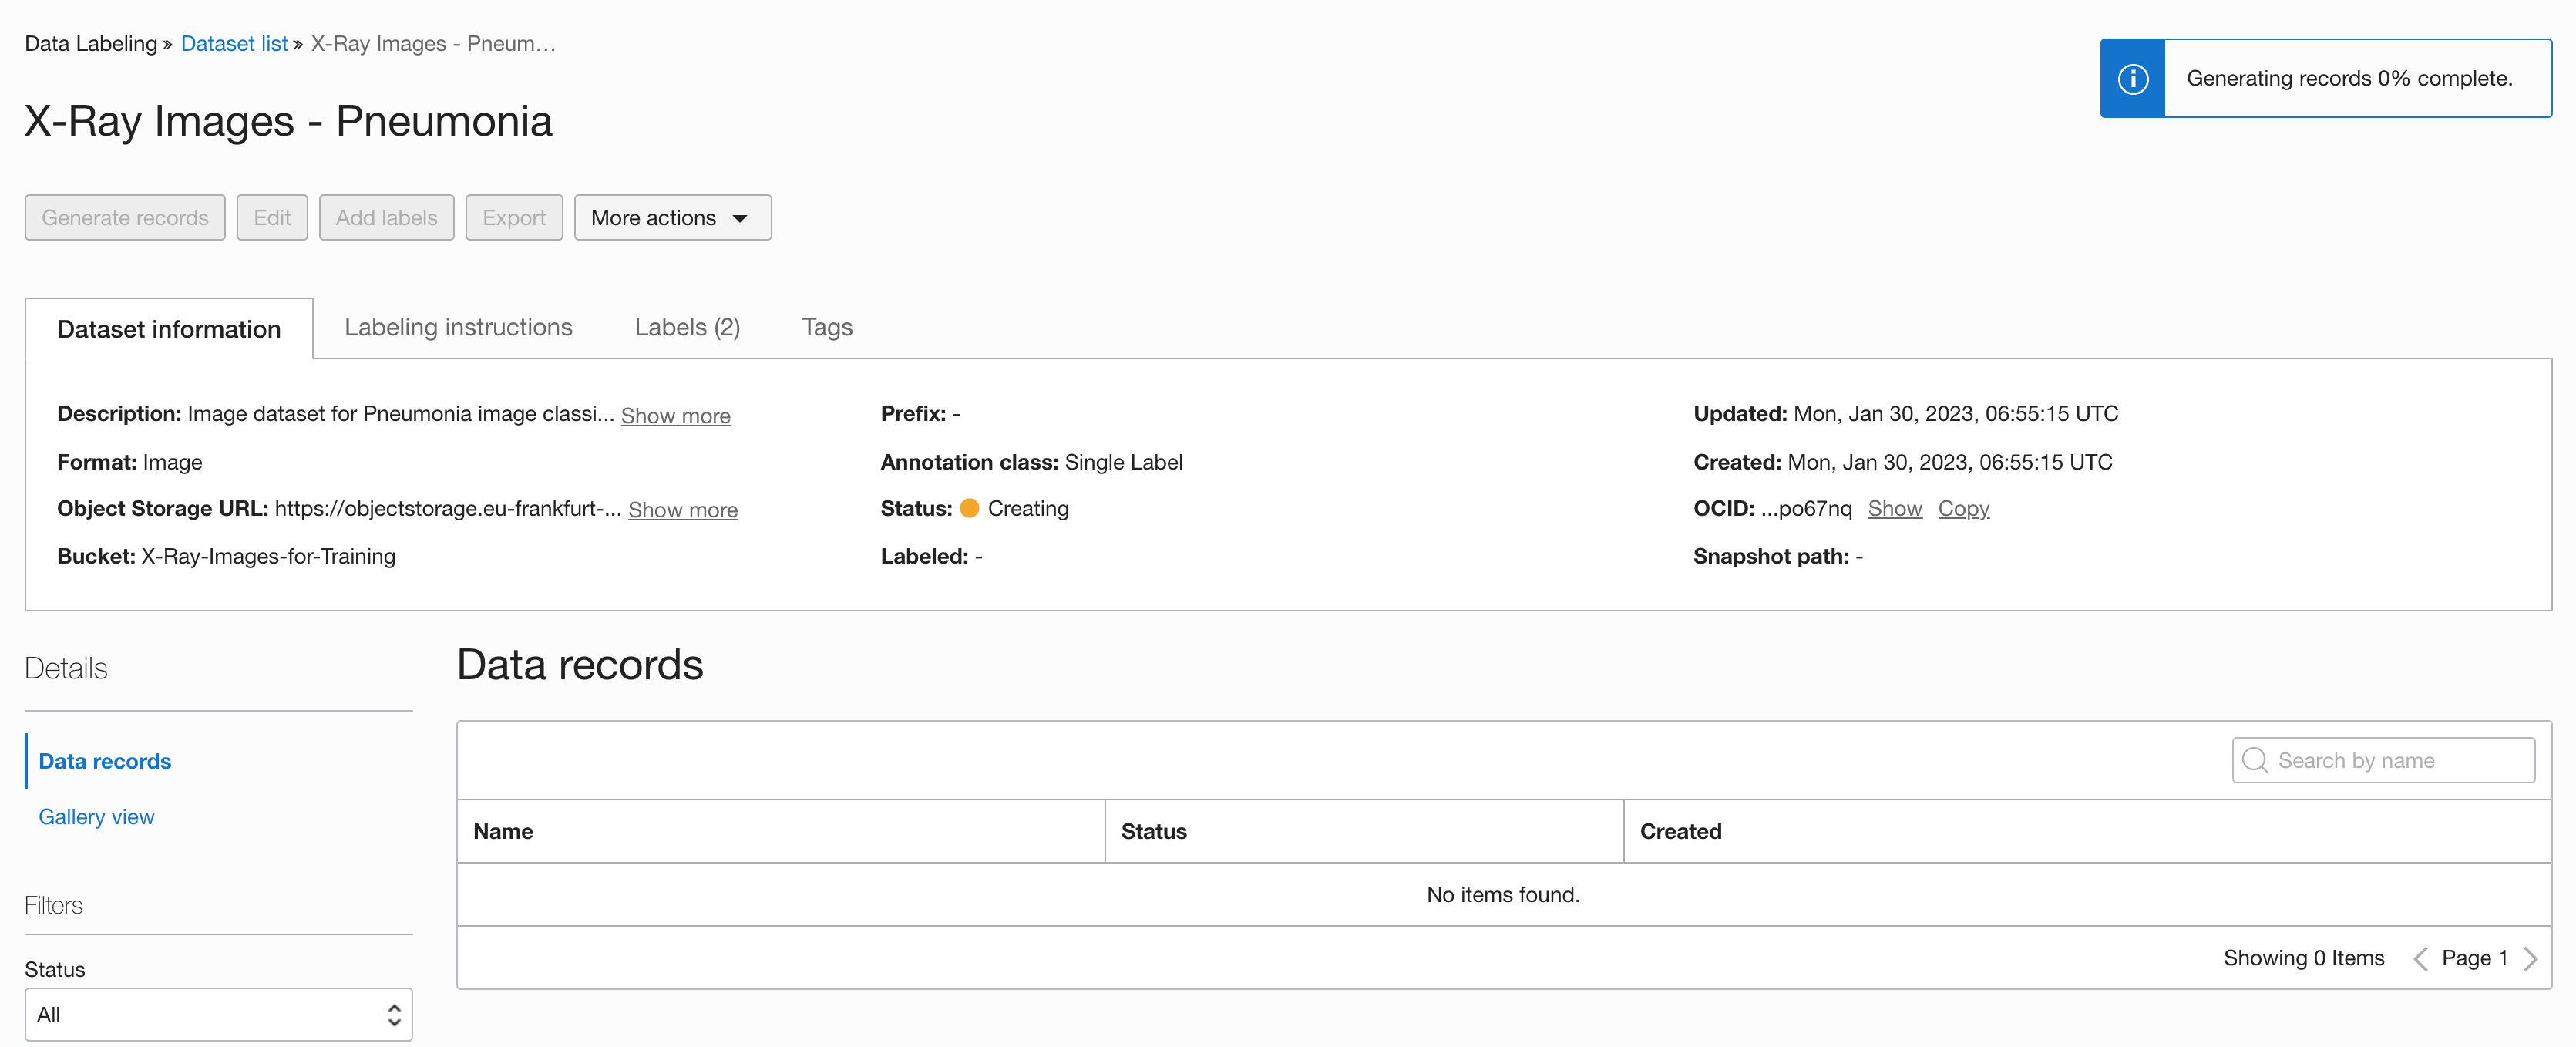 Data Labeling » Dataset list » X-Ray Images - Pneum...
Generating records 0% complete.
X-Ray Images - Pneumonia
Generate records Edit Add labels Export More actions
Dataset information Labeling instructions Labels (2) Tags
Description: Image dataset for Pneumonia image classi... Show more
Format: Image
Object Storage URL: https://objectstorage.eu-frankfurt-... Show more
Bucket: X-Ray-Images-for-Training
Prefix: -
Annotation class: Single Label
Status: Creating
Labeled: -
Updated: Mon, Jan 30, 2023, 06:55:15 UTC
Created: Mon, Jan 30, 2023, 06:55:15 UTC
OCID: ...po67nq Show Copy
Snapshot path: -
Details
Data records
Gallery view
Filters
Status
All
Data records
Search by name
Name Status Created
No items found.
Showing 0 Items Page 1